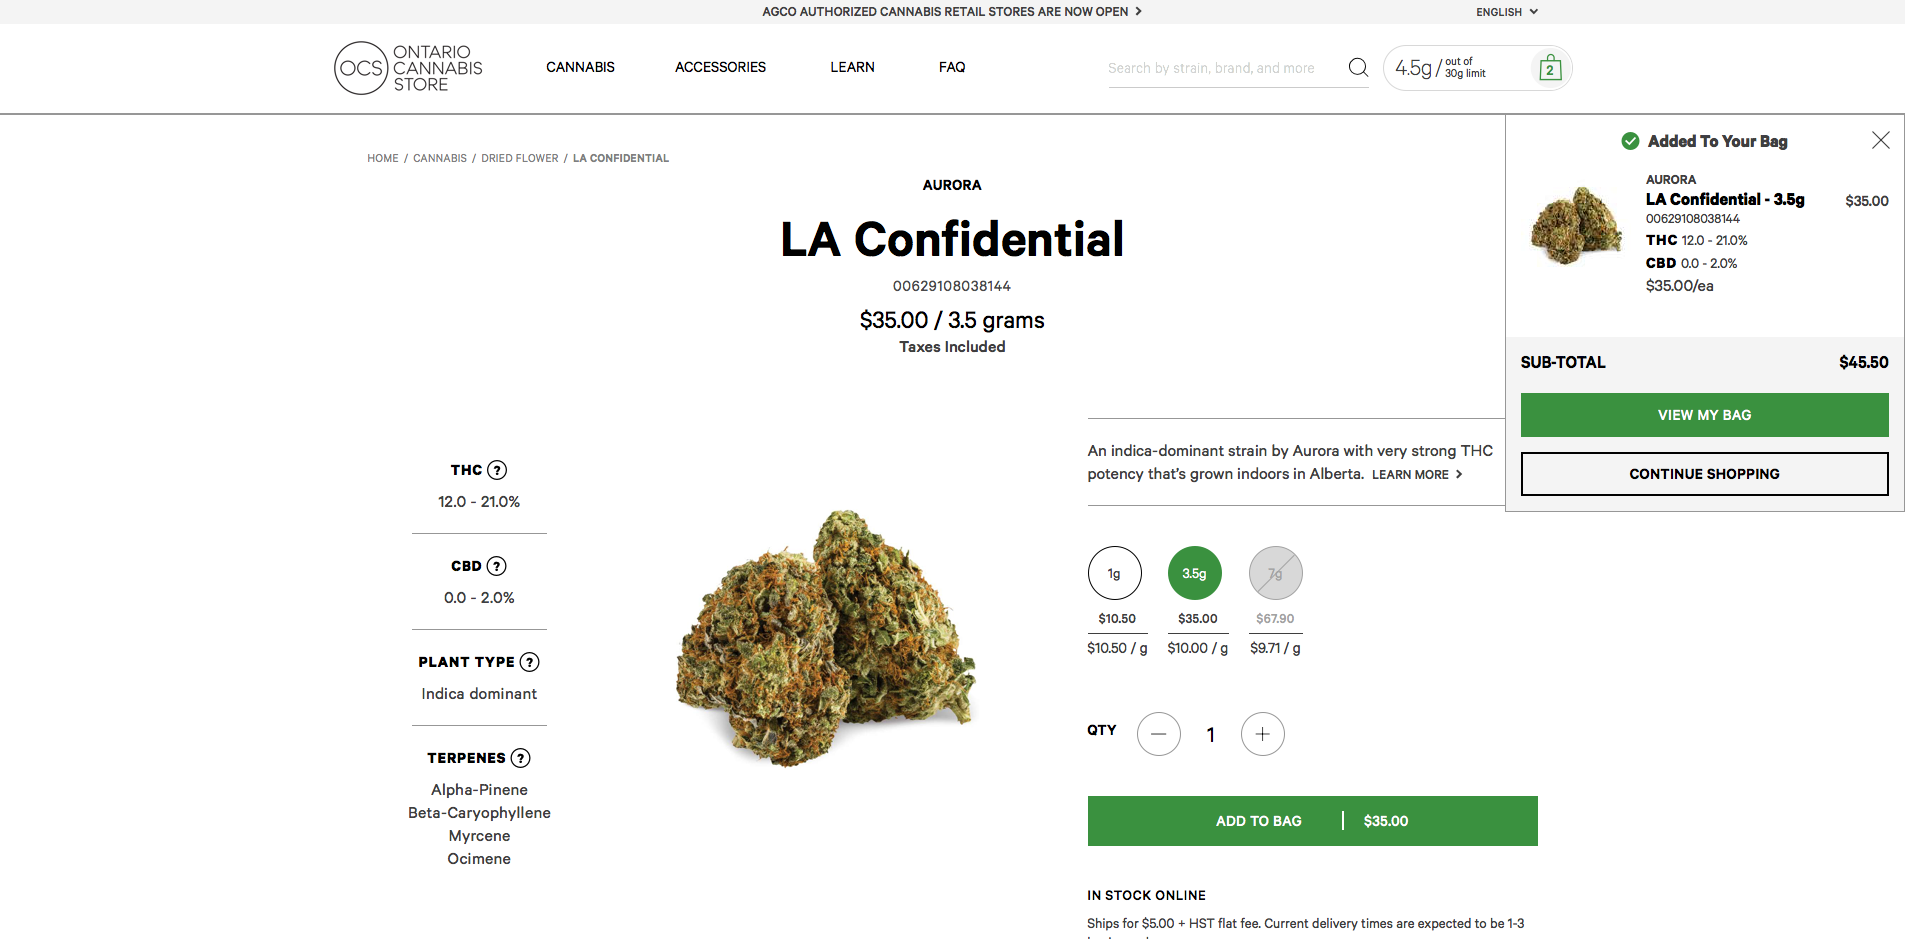 AGCO AUTHORIZED CANNABIS RETAIL STORES ARE NOW OPEN
ENGLISH
OCS
ONTARIO
CANNABIS
STORE
CANNABIS
ACCESSORIES
LEARN
FAQ
Search by strain, brand, and more
4.5g / out of
30g limit
2
Added To Your Bag
AURORA
LA Confidential - 3.5g
$35.00
00629108038144
THC 12.0 - 21.0%
CBD 0.0 - 2.0%
$35.00/ea
SUB-TOTAL
$45.50
VIEW MY BAG
CONTINUE SHOPPING
HOME / CANNABIS / DRIED FLOWER / LA CONFIDENTIAL
AURORA
LA Confidential
00629108038144
$35.00 / 3.5 grams
Taxes Included
THC ?
12.0 - 21.0%
CBD ?
0.0 - 2.0%
PLANT TYPE ?
Indica dominant
TERPENES ?
Alpha-Pinene
Beta-Caryophyllene
Myrcene
Ocimene
An indica-dominant strain by Aurora with very strong THC
potency that's grown indoors in Alberta. LEARN MORE
1g
3.5g
7g
$10.50
$35.00
$67.90
$10.50 / g
$10.00 / g
$9.71 / g
QTY
1
ADD TO BAG | $35.00
IN STOCK ONLINE
Ships for $5.00 + HST flat fee. Current delivery times are expected to be 1-3